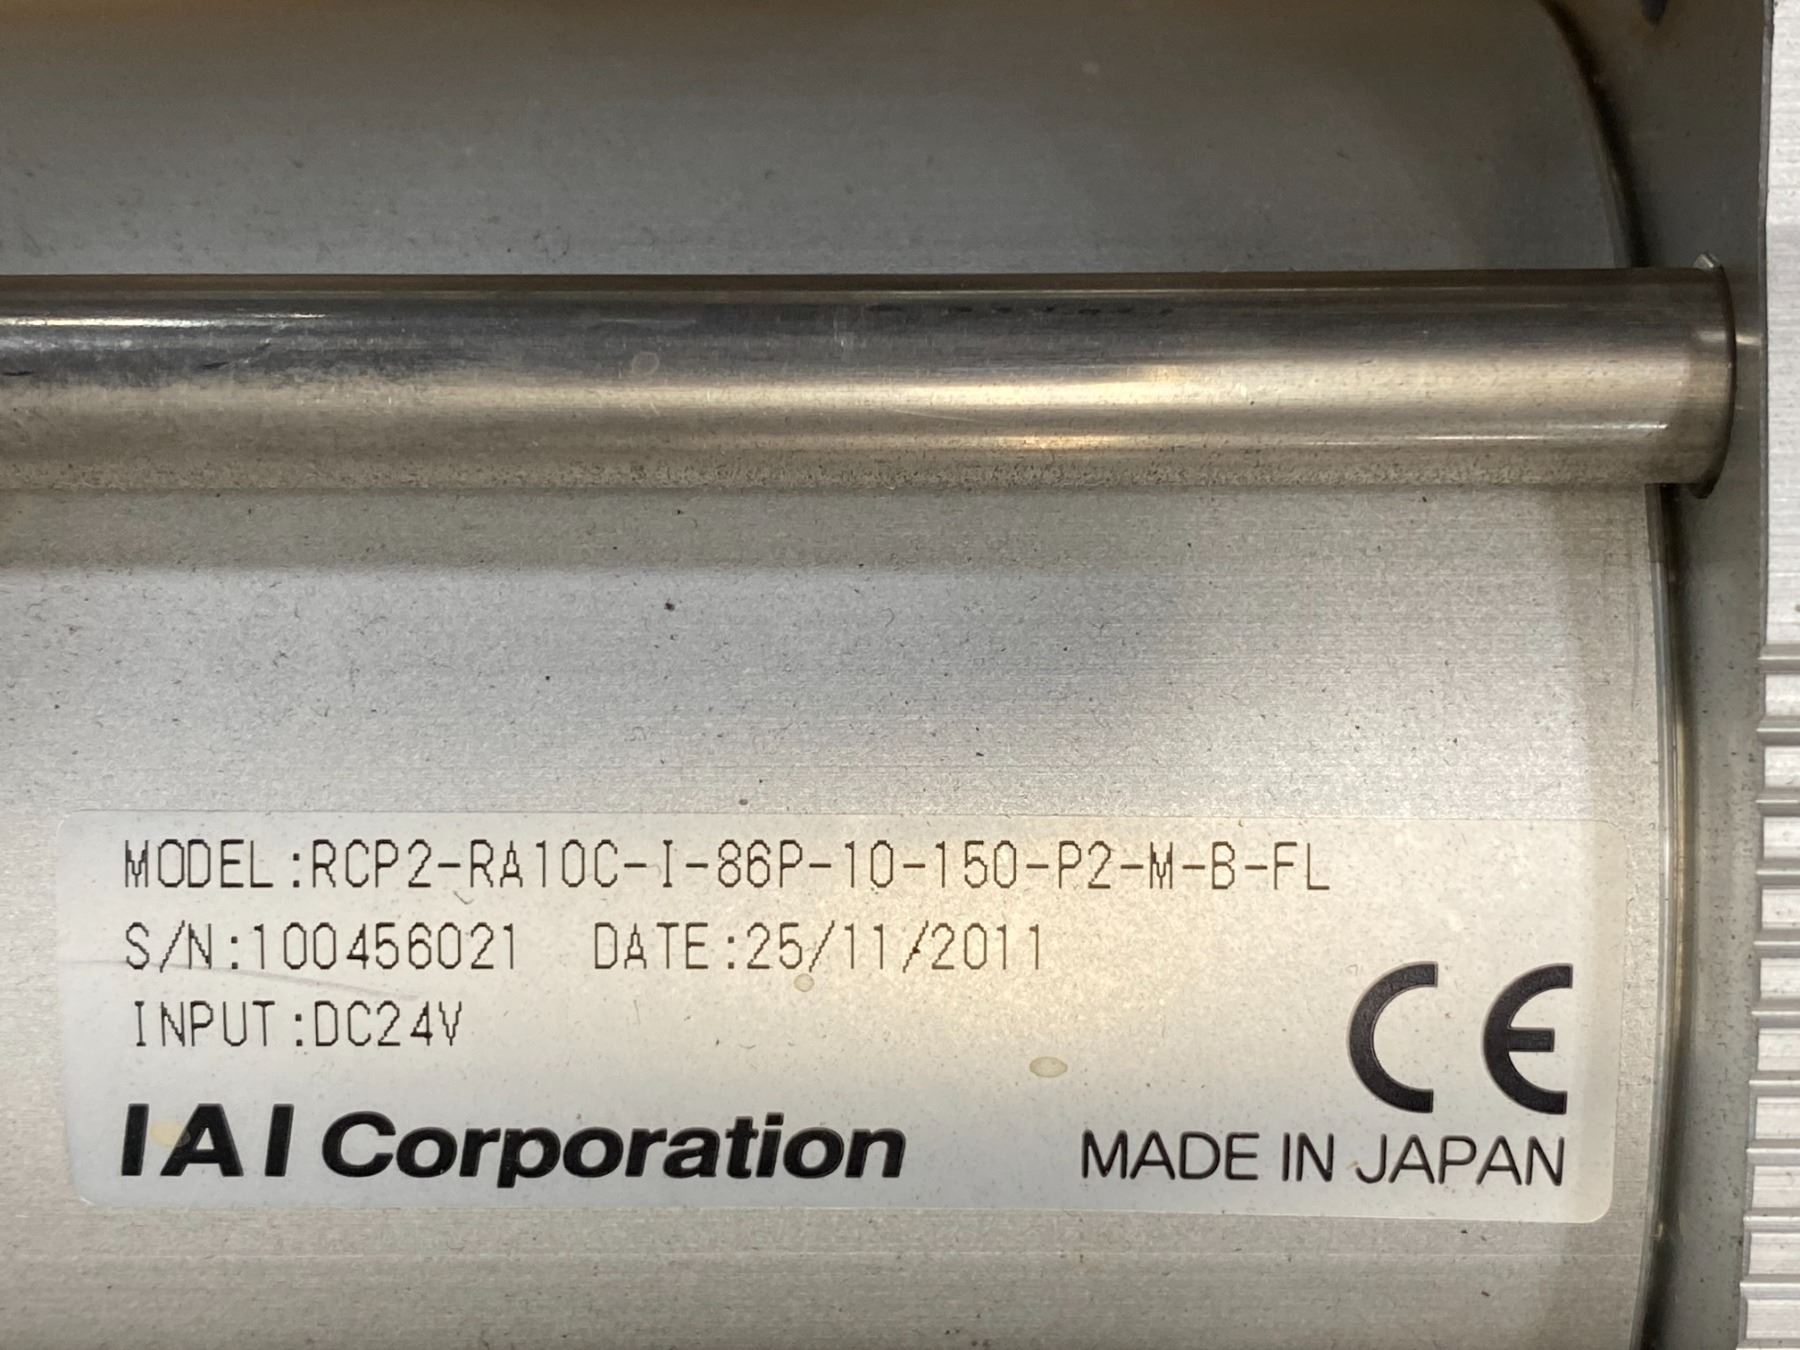 MODEL:RCP2-RA10C-I-86P-10-150-P2-M-B-FL
S/N:100456021 DATE:25/11/2011
INPUT:DC24V
CE
IAI Corporation MADE IN JAPAN